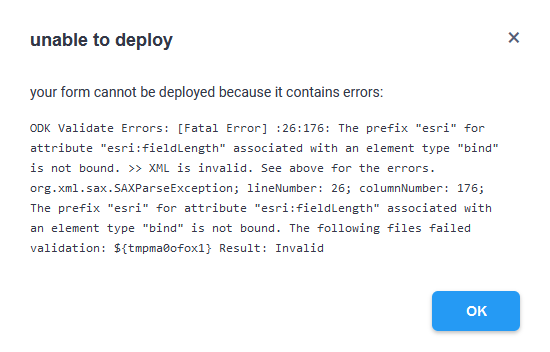 unable to deploy
×
your form cannot be deployed because it contains errors:
ODK Validate Errors: [Fatal Error] :26:176: The prefix "esri" for
attribute "esri:fieldLength" associated with an element type "bind"
is not bound. >> XML is invalid. See above for the errors.
org.xml.sax.SAXParseException; lineNumber: 26; columnNumber: 176;
The prefix "esri" for attribute "esri:fieldLength" associated with
an element type "bind" is not bound. The following files failed
validation: ${tmpma0ofox1} Result: Invalid
OK